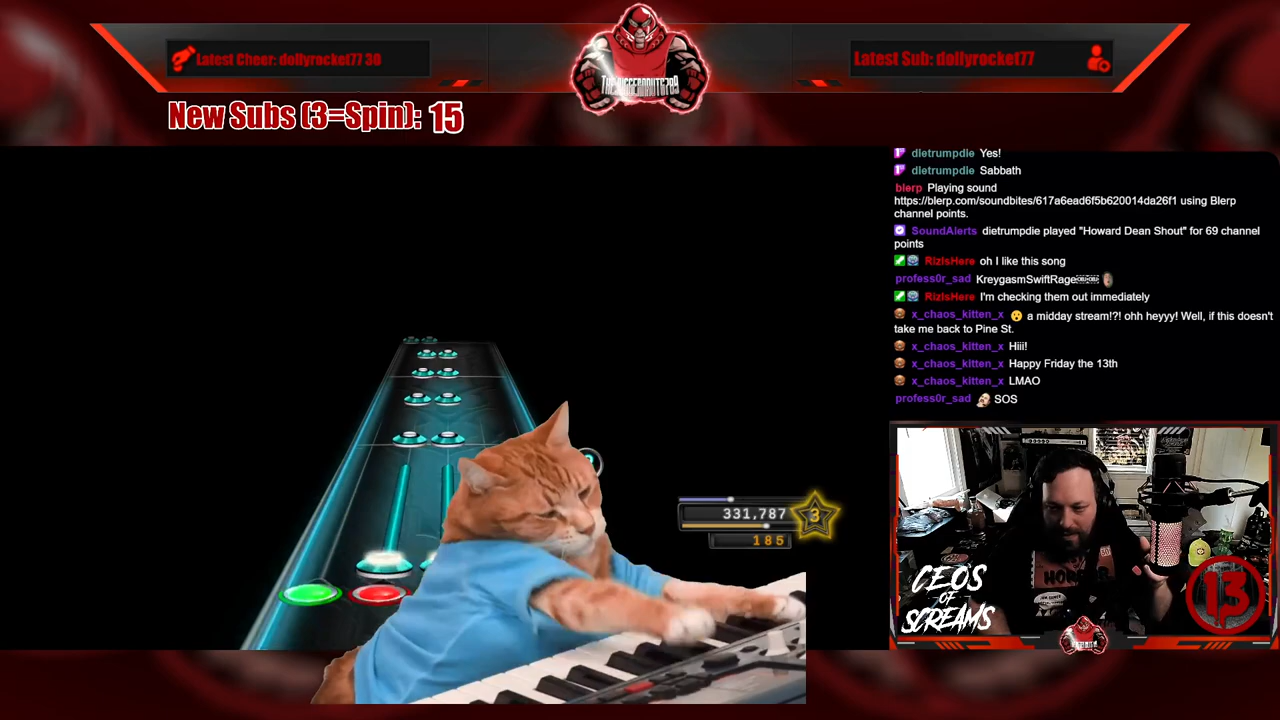 Latest Cheer: dollyrocket77 30
THEJUGGERNAUT6789
Latest Sub: dollyrocket77
New Subs (3=Spin): 15
dietrumpdie Yes!
dietrumpdie Sabbath
blerp Playing sound
https://blerp.com/soundbites/617a6ead6f5b620014da26f1 using Blerp
channel points.
SoundAlerts dietrumpdie played "Howard Dean Shout" for 69 channel
points
RizIsHere oh I like this song
profess0r_sad KreygasmSwiftRage
RizIsHere I'm checking them out immediately
x_chaos_kitten_x a midday stream!?! ohh heyyy! Well, if this doesn't
take me back to Pine St.
x_chaos_kitten_x Hiii!
x_chaos_kitten_x Happy Friday the 13th
x_chaos_kitten_x LMAO
profess0r_sad SOS
331,787
3
185
CEOS
OF
SCREAMS
13